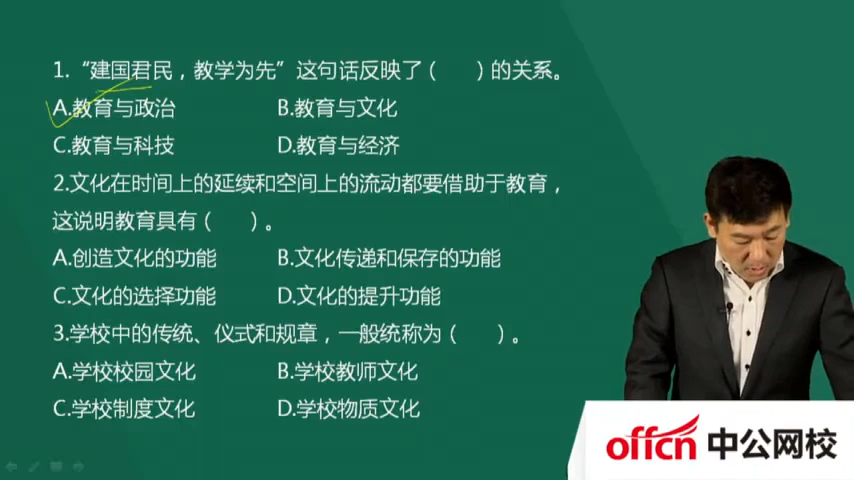 1.“建国君民，教学为先”这句话反映了（ ）的关系。
A.教育与政治 B.教育与文化
C.教育与科技 D.教育与经济
2.文化在时间上的延续和空间上的流动都要借助于教育，
这说明教育具有（ ）。
A.创造文化的功能 B.文化传递和保存的功能
C.文化的选择功能 D.文化的提升功能
3.学校中的传统、仪式和规章，一般统称为（ ）。
A.学校校园文化 B.学校教师文化
C.学校制度文化 D.学校物质文化
offcn 中公网校